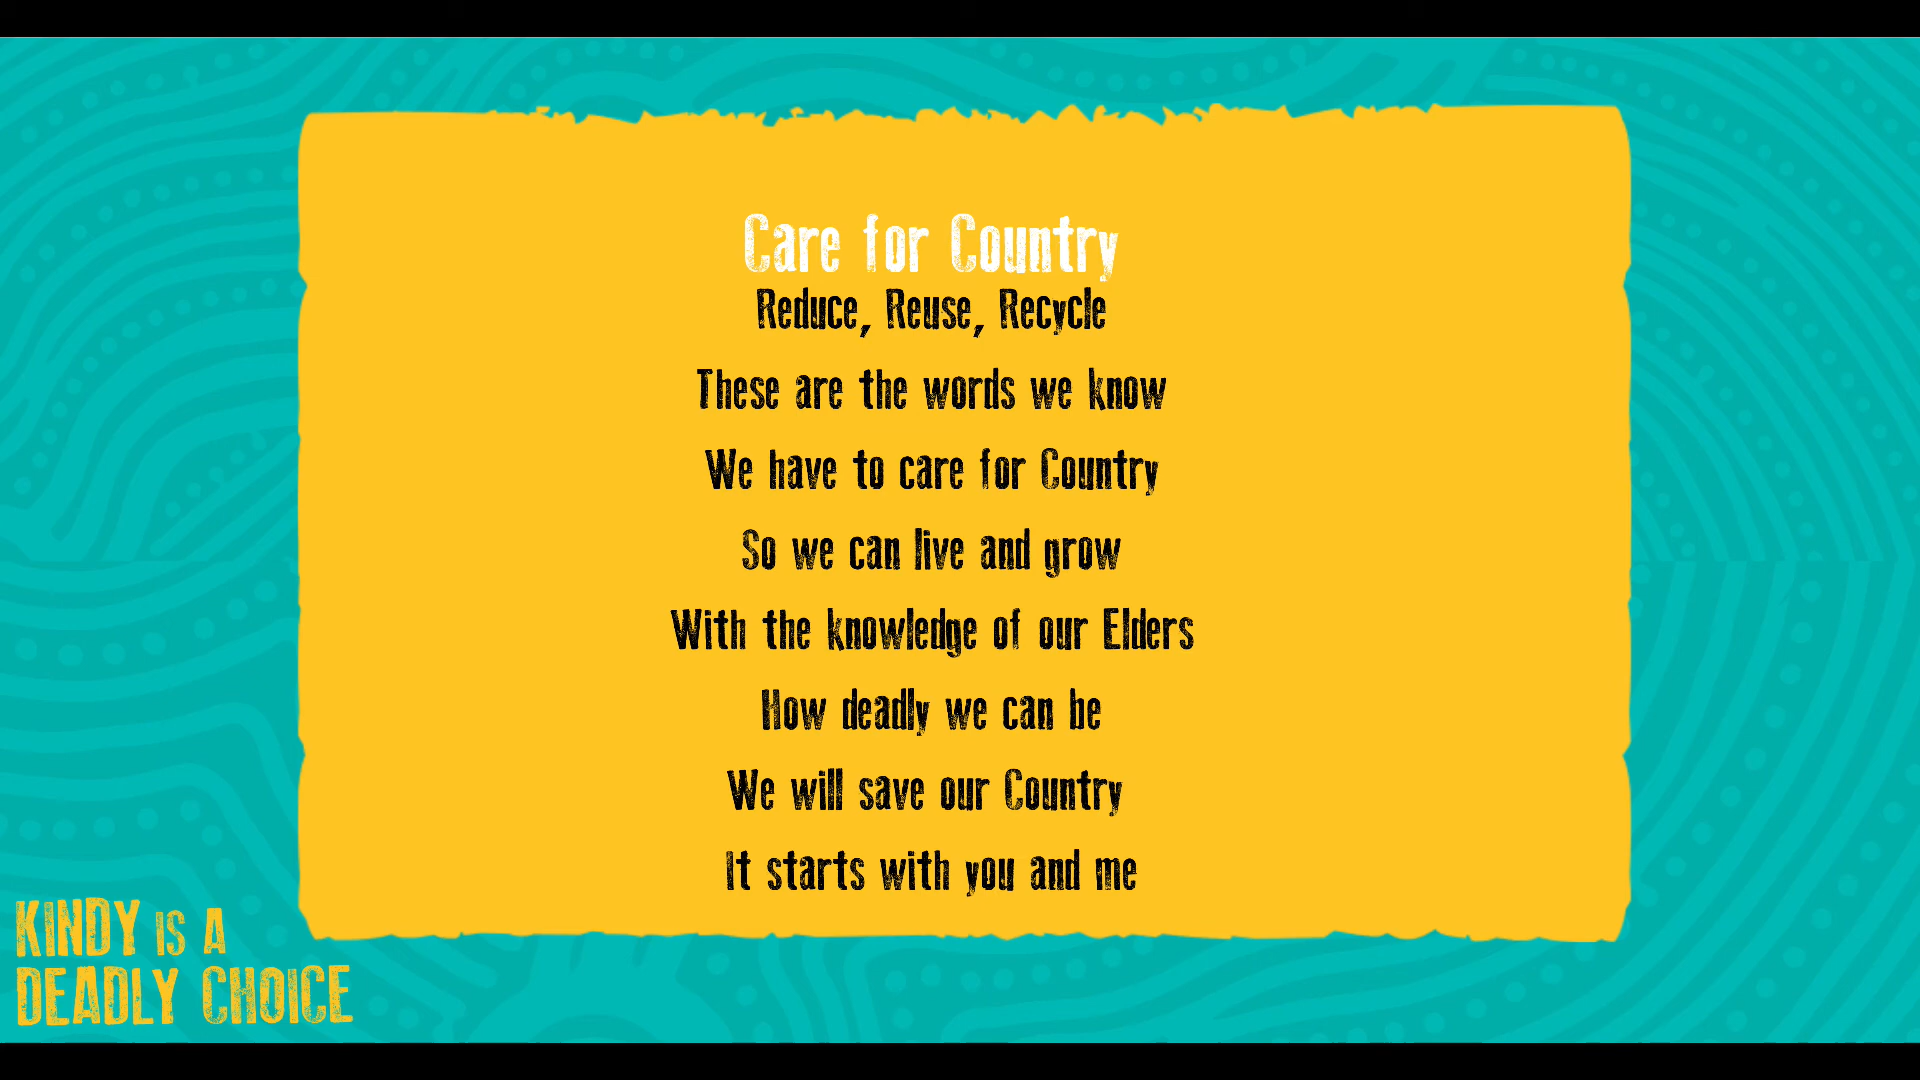 Care for Country
Reduce, Reuse, Recycle
These are the words we know
We have to care for Country
So we can live and grow
With the knowledge of our Elders
How deadly we can be
We will save our Country
It starts with you and me
KINDY IS A
DEADLY CHOICE